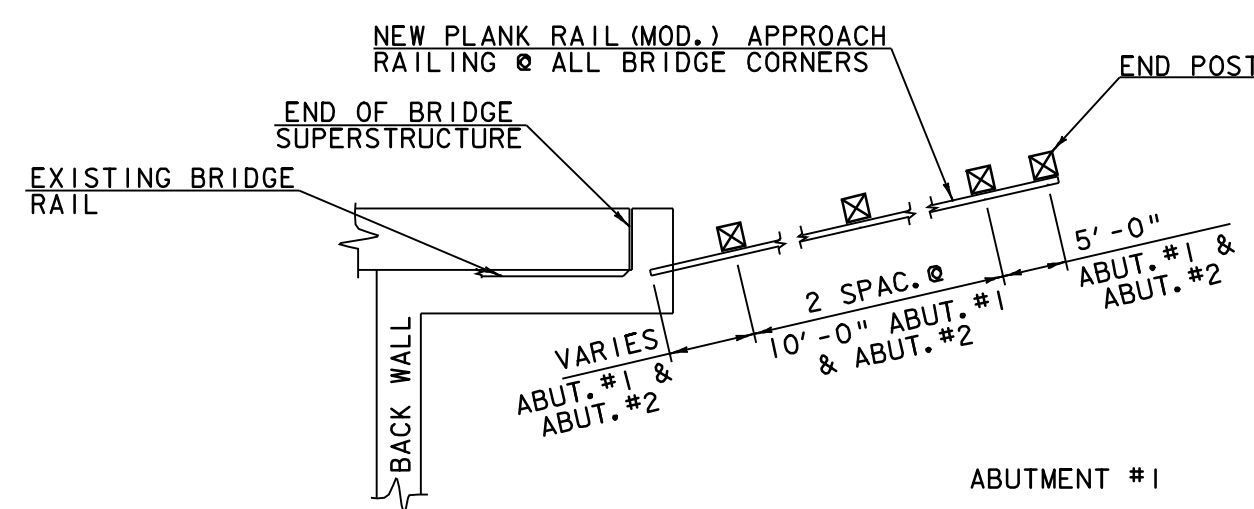 NEW PLANK RAIL (MOD.) APPROACH
RAILING @ ALL BRIDGE CORNERS
END POST
END OF BRIDGE
SUPERSTRUCTURE
EXISTING BRIDGE
RAIL
5'-0"
ABUT.#1 &
ABUT.#2
2 SPAC.@
10'-0" ABUT.#1
& ABUT.#2
VARIES
ABUT.#1 &
ABUT.#2
BACK WALL
ABUTMENT #1